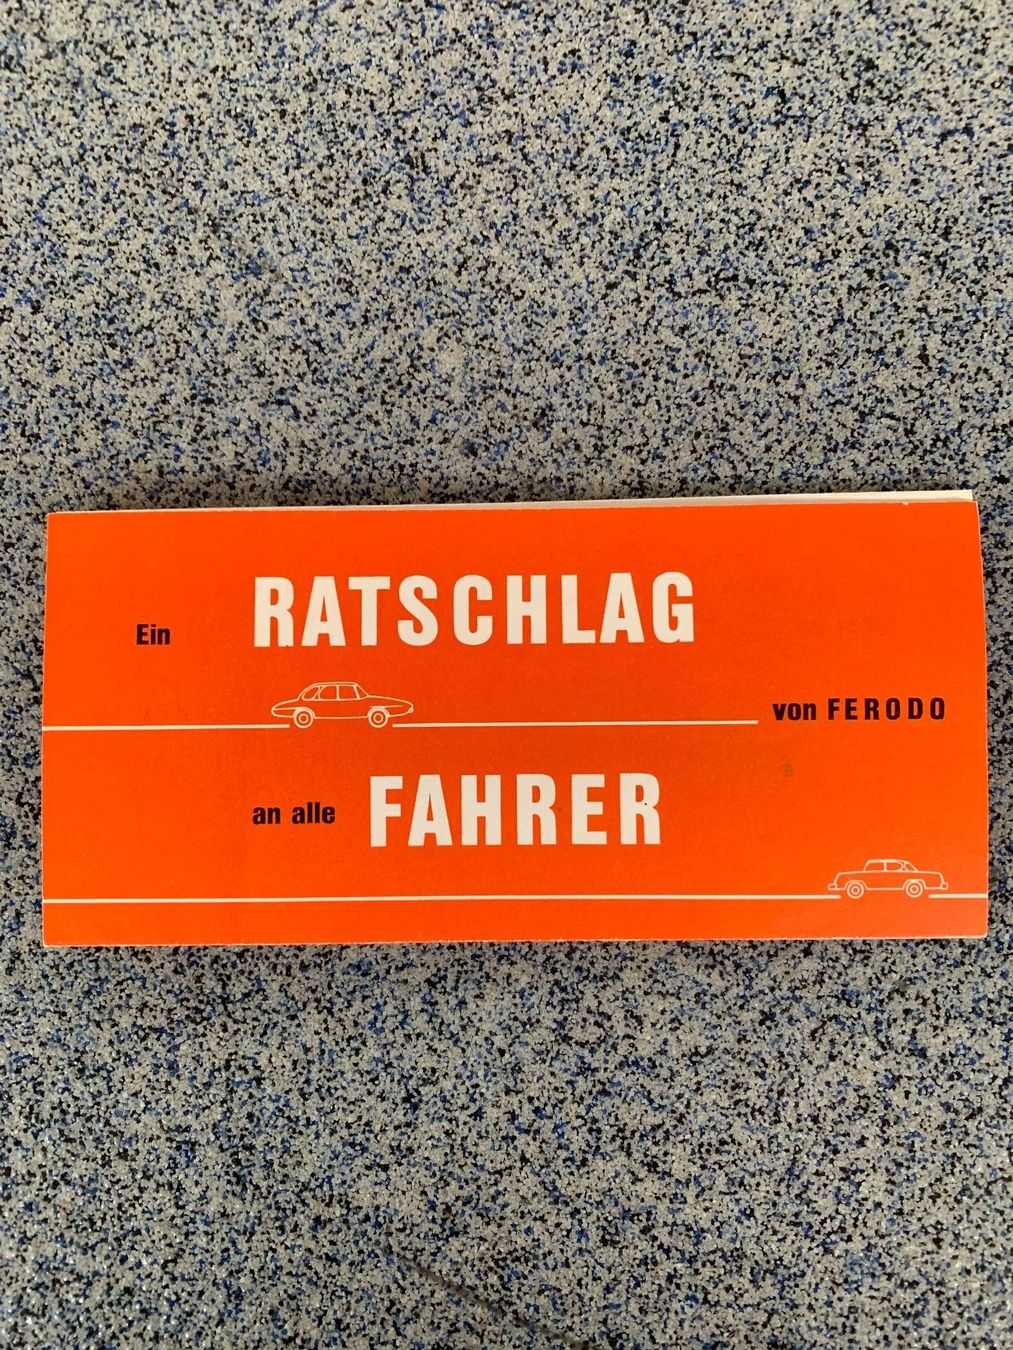 Ein RATSCHLAG
von FERODO
an alle FAHRER